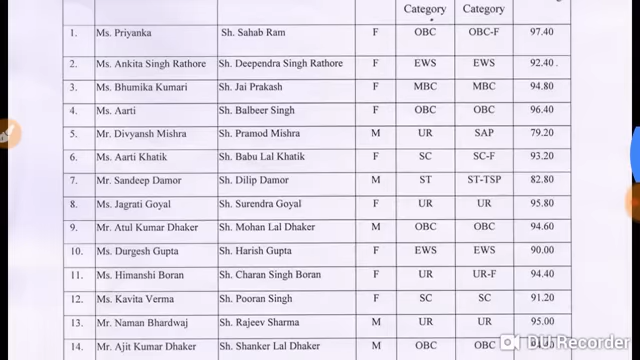 Category Category
1. Ms. Priyanka Sh. Sahab Ram F OBC OBC-F 97.40
2. Ms. Ankita Singh Rathore Sh. Deependra Singh Rathore F EWS EWS 92.40
3. Ms. Bhumika Kumari Sh. Jai Prakash F MBC MBC 94.80
4. Ms. Aarti Sh. Balbeer Singh F OBC OBC 96.40
5. Mr. Divyansh Mishra Sh. Pramod Mishra M UR SAP 79.20
6. Ms. Aarti Khatik Sh. Babu Lal Khatik F SC SC-F 93.20
7. Mr. Sandeep Damor Sh. Dilip Damor M ST ST-TSP 82.80
8. Ms. Jagrati Goyal Sh. Surendra Goyal F UR UR 95.80
9. Mr. Atul Kumar Dhaker Sh. Mohan Lal Dhaker M OBC OBC 94.60
10. Ms. Durgesh Gupta Sh. Harish Gupta F EWS EWS 90.00
11. Ms. Himanshi Boran Sh. Charan Singh Boran F UR UR-F 94.40
12. Ms. Kavita Verma Sh. Pooran Singh F SC SC 91.20
13. Mr. Naman Bhardwaj Sh. Rajeev Sharma M UR UR 95.00
14. Mr. Ajit Kumar Dhaker Sh. Shanker Lal Dhaker M OBC OBC
DU Recorder